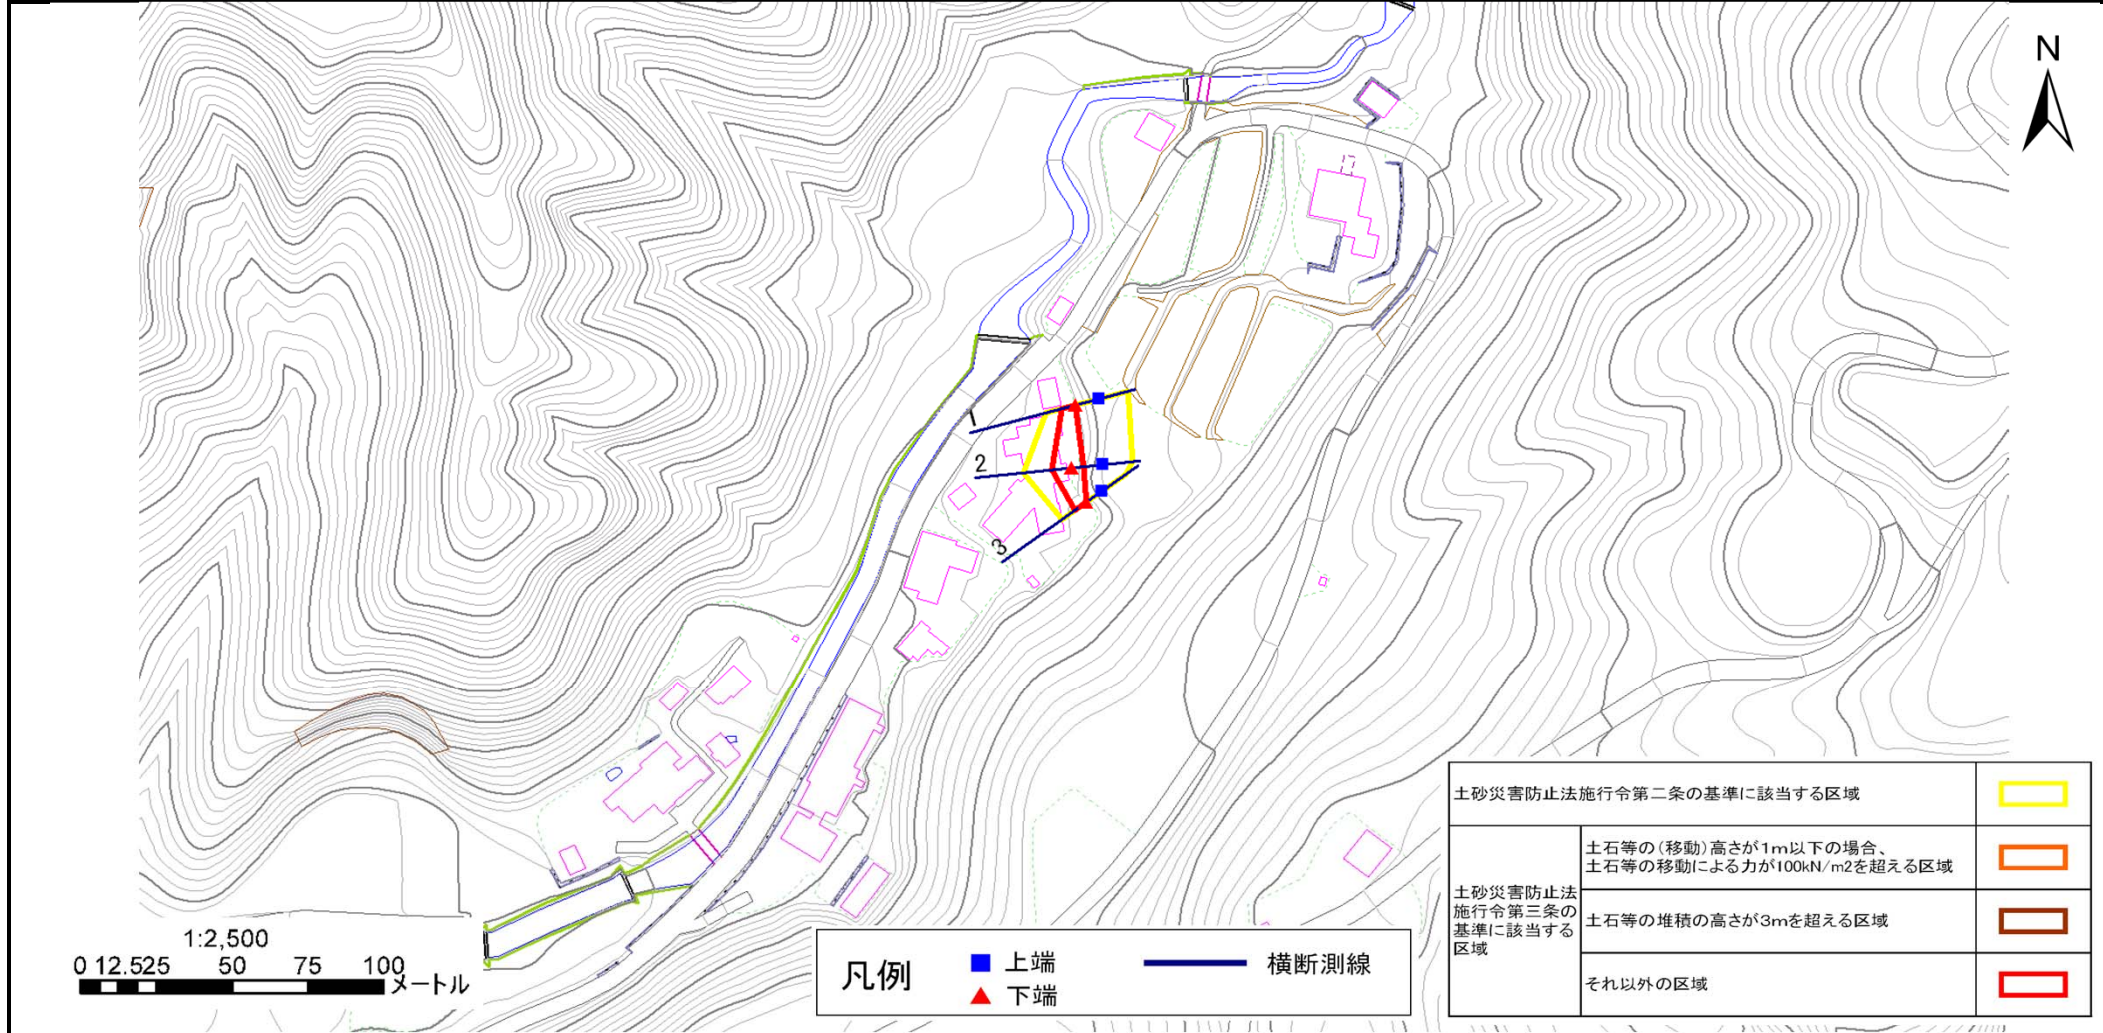 N
1
2
3
1:2,500
0 12.525 50 75 100
メートル
凡例
上端
下端
横断測線
土砂災害防止法施行令第二条の基準に該当する区域
土砂災害防止法
施行令第三条の
基準に該当する
区域
土石等の(移動)高さが1m以下の場合、
土石等の移動による力が100kN/m2を超える区域
土石等の堆積の高さが3mを超える区域
それ以外の区域